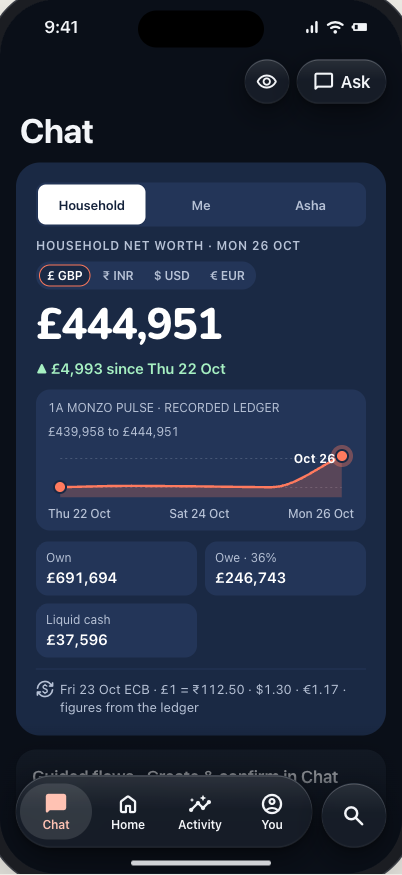 9:41
Ask
Chat
Household Me Asha
HOUSEHOLD NET WORTH · MON 26 OCT
£ GBP ₹ INR $ USD € EUR
£444,951
▲ £4,993 since Thu 22 Oct
1A MONZO PULSE · RECORDED LEDGER
£439,958 to £444,951
Oct 26
Thu 22 Oct Sat 24 Oct Mon 26 Oct
Own
£691,694
Owe · 36%
£246,743
Liquid cash
£37,596
Fri 23 Oct ECB · £1 = ₹112.50 · $1.30 · €1.17 ·
figures from the ledger
Guided flows · Create & confirm in Chat
Chat Home Activity You